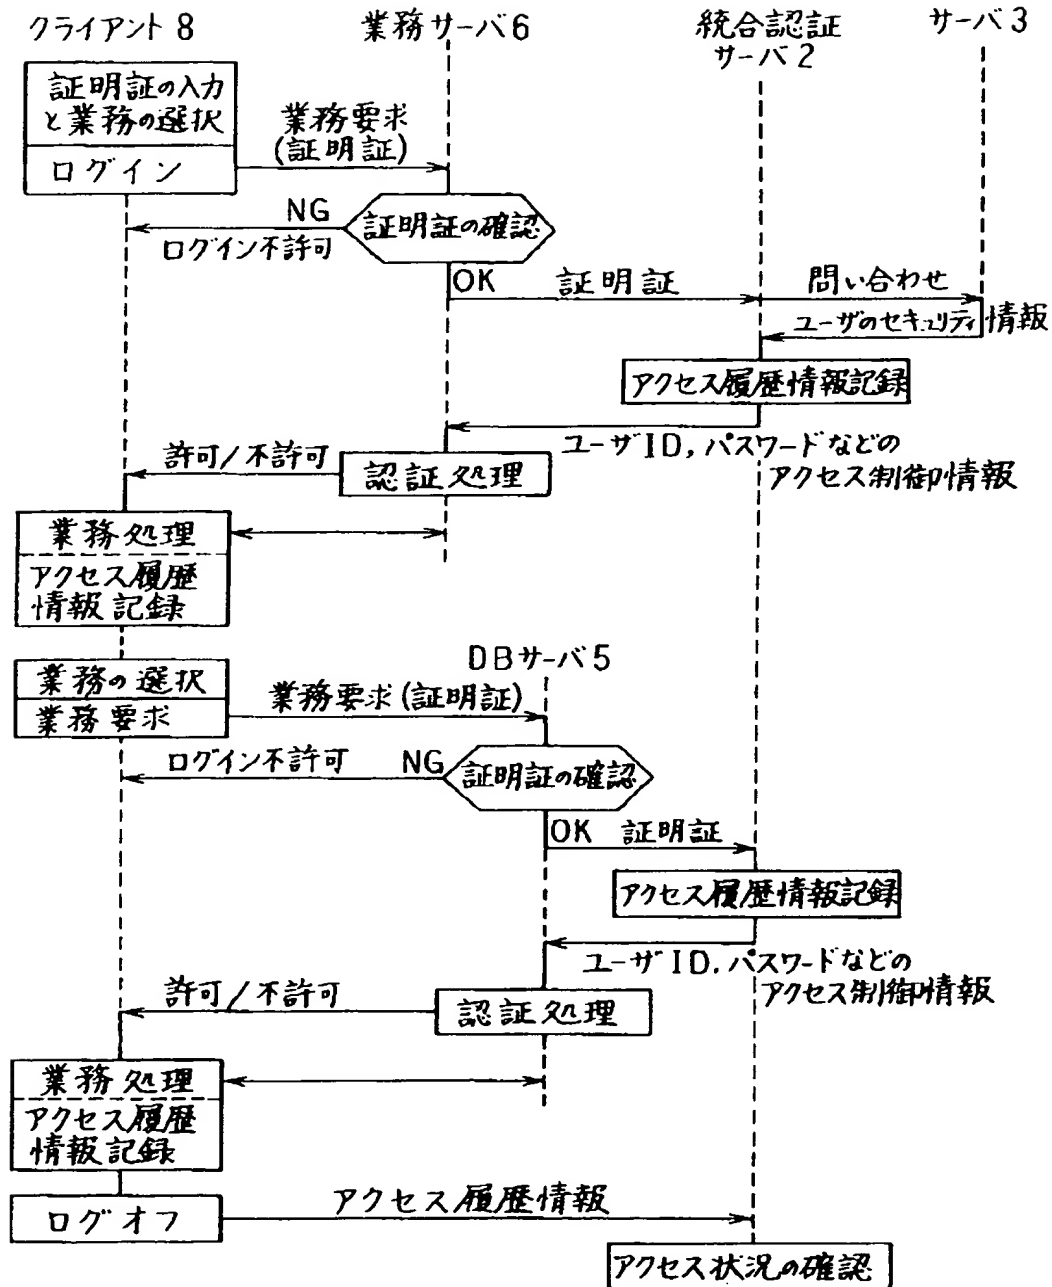 クライアント 8
業務サーバ6
統合認証
サーバ2
サーバ3
証明証の入力
と業務の選択
ログイン
業務要求
(証明証)
NG
ログイン不許可
証明証の確認
OK
証明証
問い合わせ
ユーザのセキュリティ情報
アクセス履歴情報記録
ユーザID,パスワードなどの
アクセス制御情報
許可/不許可
認証処理
業務処理
アクセス履歴
情報記録
DBサーバ5
業務の選択
業務要求
業務要求(証明証)
ログイン不許可
NG
証明証の確認
OK
証明証
アクセス履歴情報記録
ユーザID.パスワードなどの
アクセス制御情報
許可/不許可
認証処理
業務処理
アクセス履歴
情報記録
ログオフ
アクセス履歴情報
アクセス状況の確認